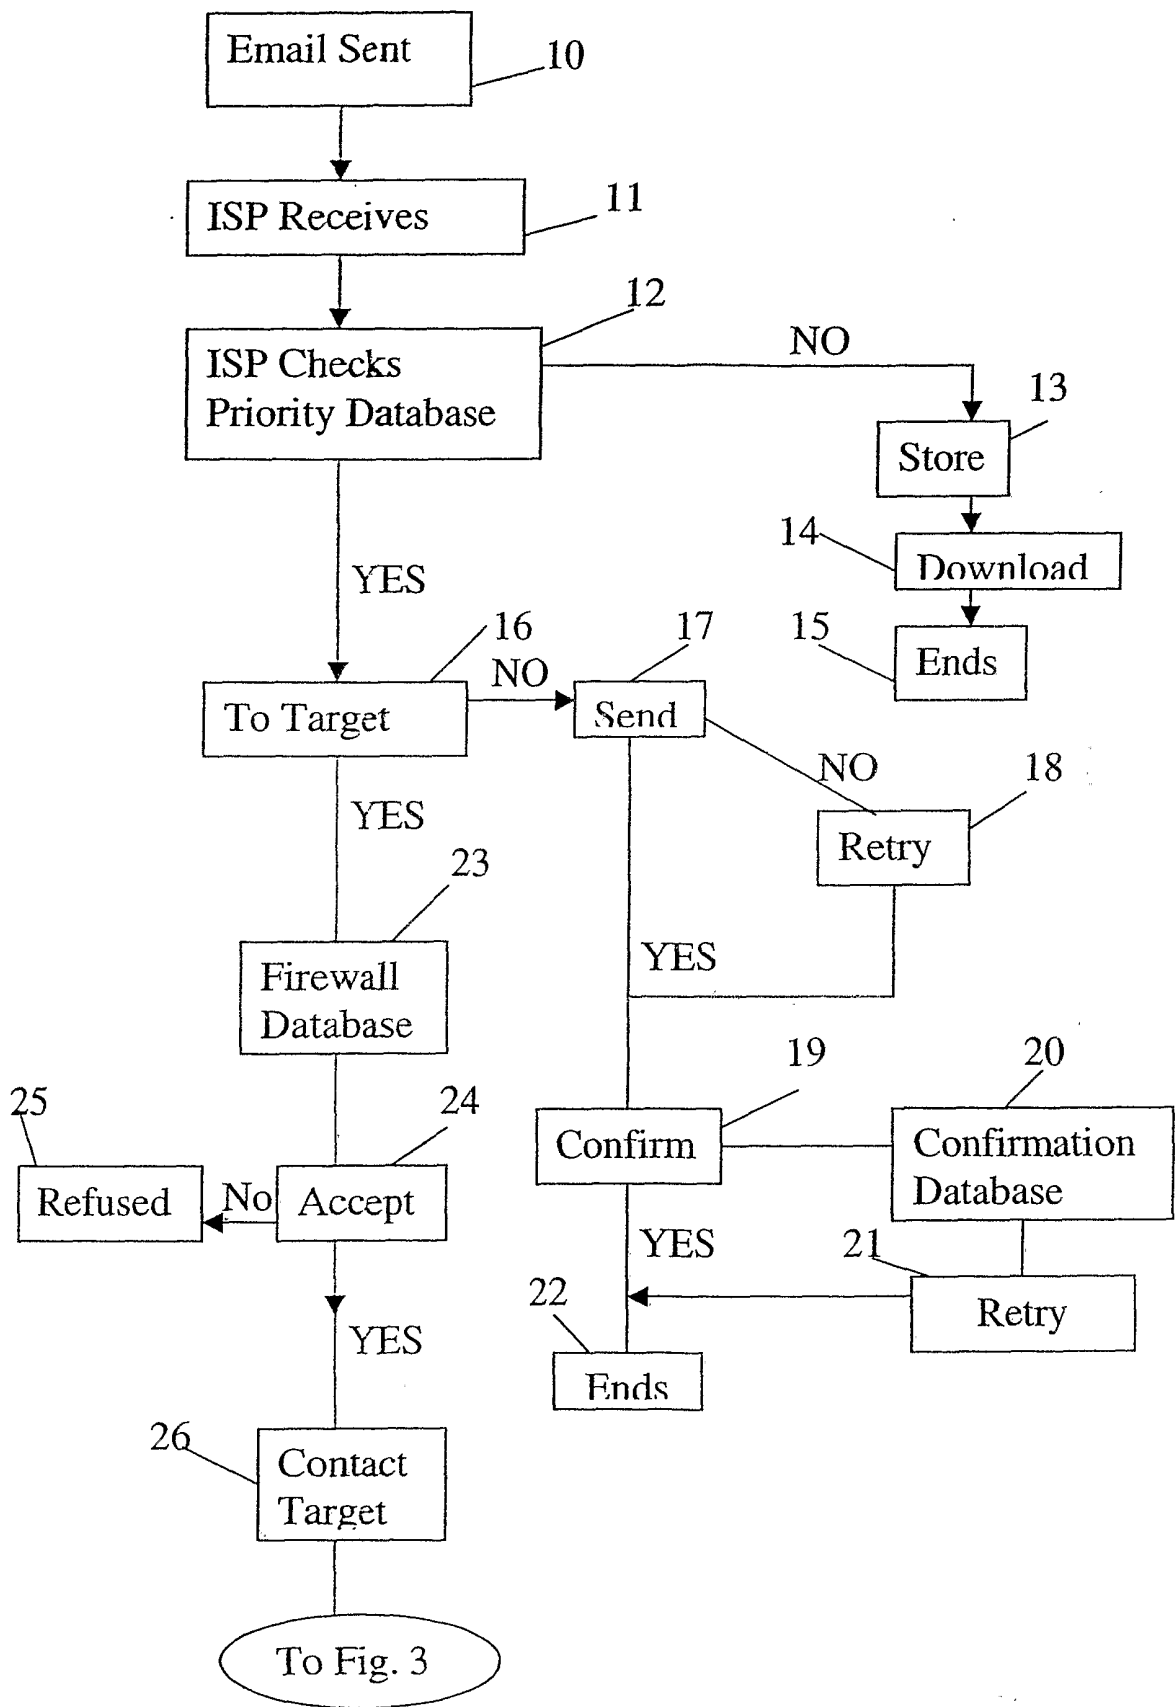 Email Sent
10
ISP Receives
11
12
ISP Checks
Priority Database
NO
13
Store
14
Download
YES
15
Ends
16
NO
17
To Target
Send
NO
18
YES
Retry
23
Firewall
Database
YES
19
20
25
24
Confirm
Confirmation
Database
Refused
No
Accept
YES
21
22
Retry
YES
Ends
26
Contact
Target
To Fig. 3